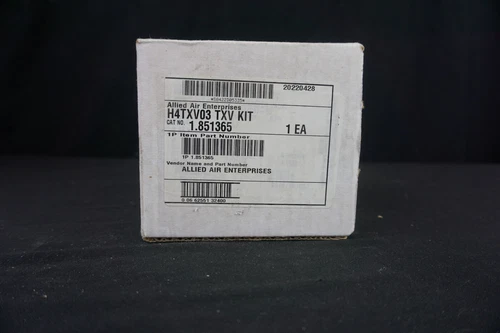 20220428
Allied Air Enterprises
H4TXV03 TXV KIT
CAT NO. 1.851365 1 EA
1P Item Part Number
1P 1.851365
Vendor Name and Part Number
ALLIED AIR ENTERPRISES